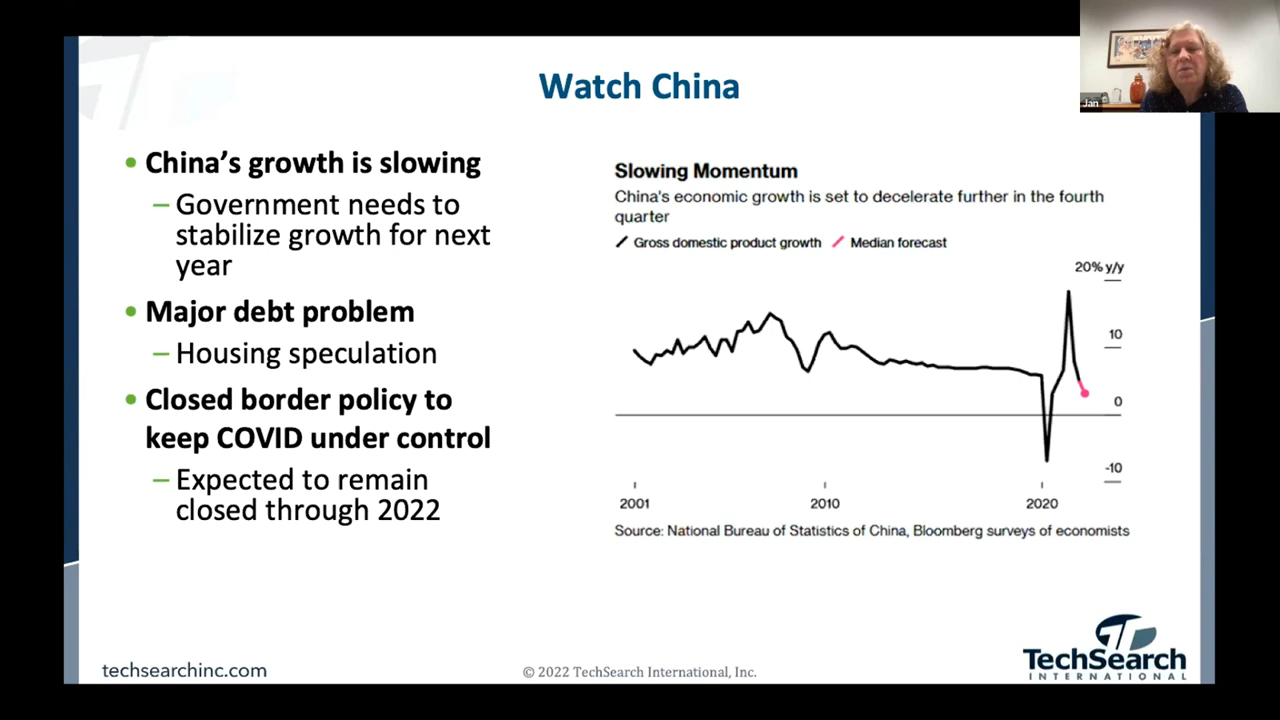 Watch China
Jan
• China’s growth is slowing
– Government needs to
stabilize growth for next
year
• Major debt problem
– Housing speculation
• Closed border policy to
keep COVID under control
– Expected to remain
closed through 2022
Slowing Momentum
China's economic growth is set to decelerate further in the fourth
quarter
Gross domestic product growth Median forecast
20% y/y
10
0
-10
2001 2010 2020
Source: National Bureau of Statistics of China, Bloomberg surveys of economists
techsearchinc.com
© 2022 TechSearch International, Inc.
TechSearch
INTERNATIONAL